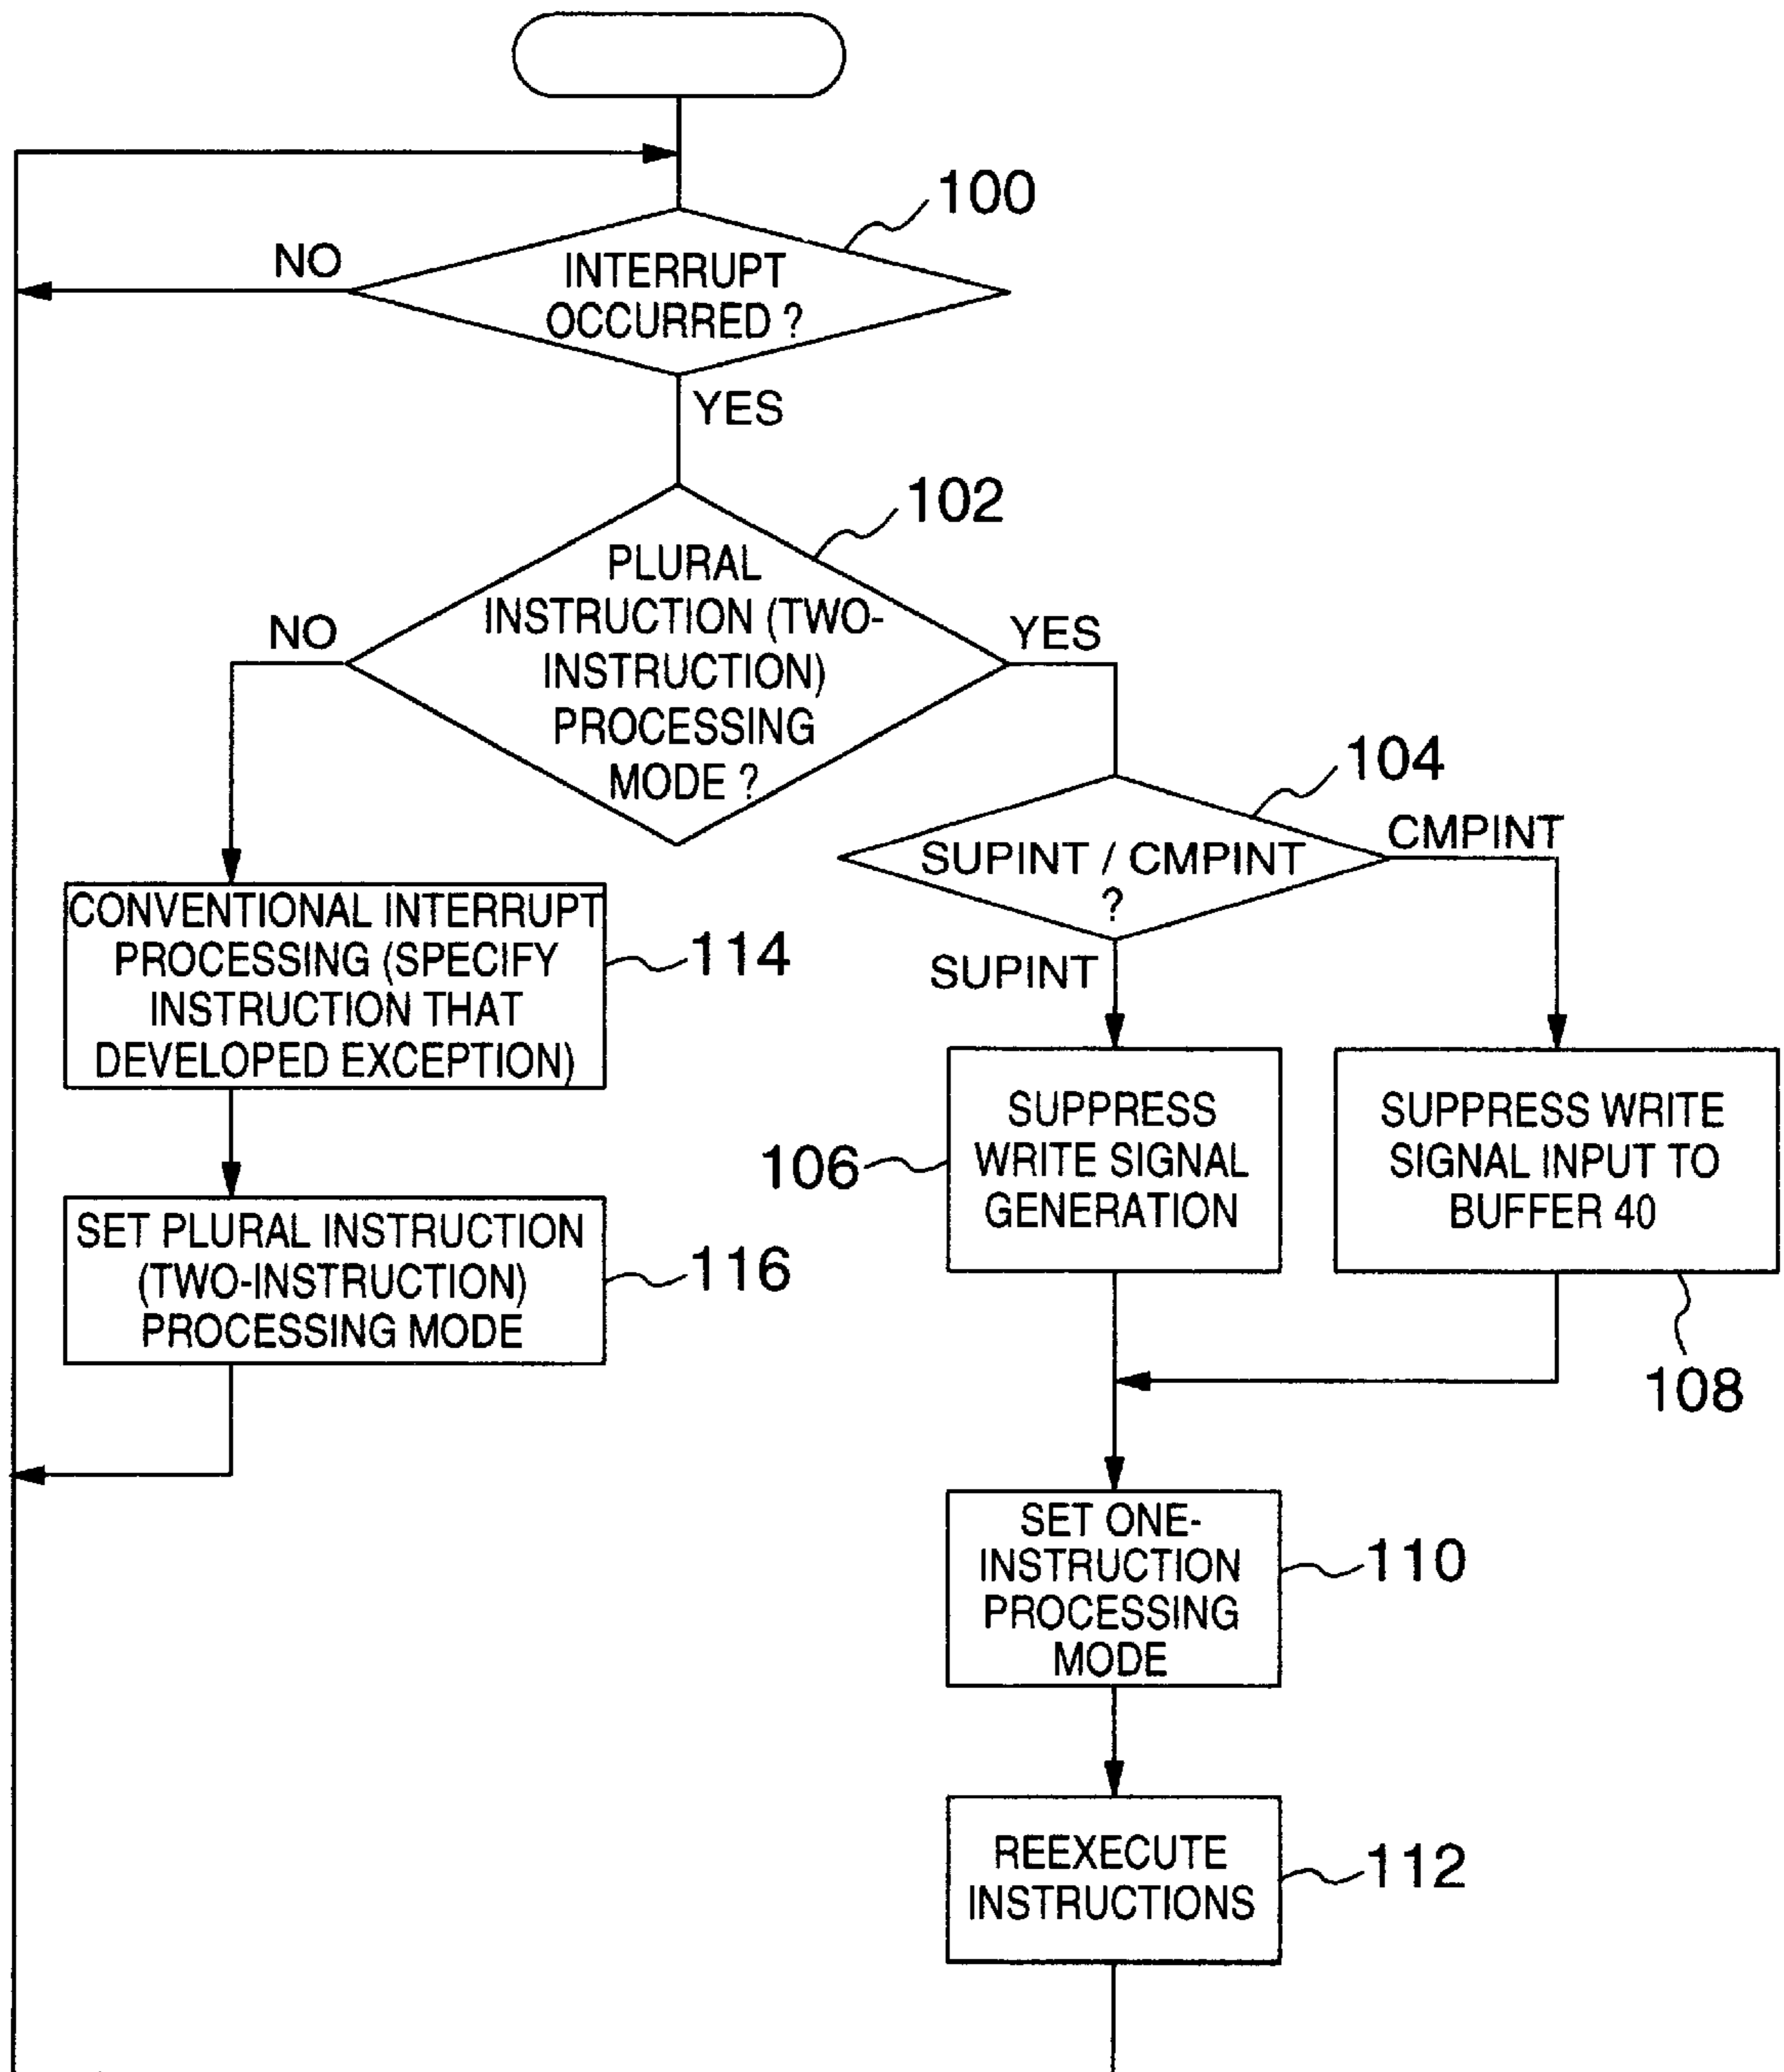 100
NO
INTERRUPT
OCCURRED ?
YES
102
PLURAL
INSTRUCTION (TWO-
INSTRUCTION)
PROCESSING
MODE ?
NO
YES
104
SUPINT / CMPINT
?
CMPINT
SUPINT
CONVENTIONAL INTERRUPT
PROCESSING (SPECIFY
INSTRUCTION THAT
DEVELOPED EXCEPTION)
114
SET PLURAL INSTRUCTION
(TWO-INSTRUCTION)
PROCESSING MODE
116
SUPPRESS
WRITE SIGNAL
GENERATION
106
SUPPRESS WRITE
SIGNAL INPUT TO
BUFFER 40
108
SET ONE-
INSTRUCTION
PROCESSING
MODE
110
REEXECUTE
INSTRUCTIONS
112